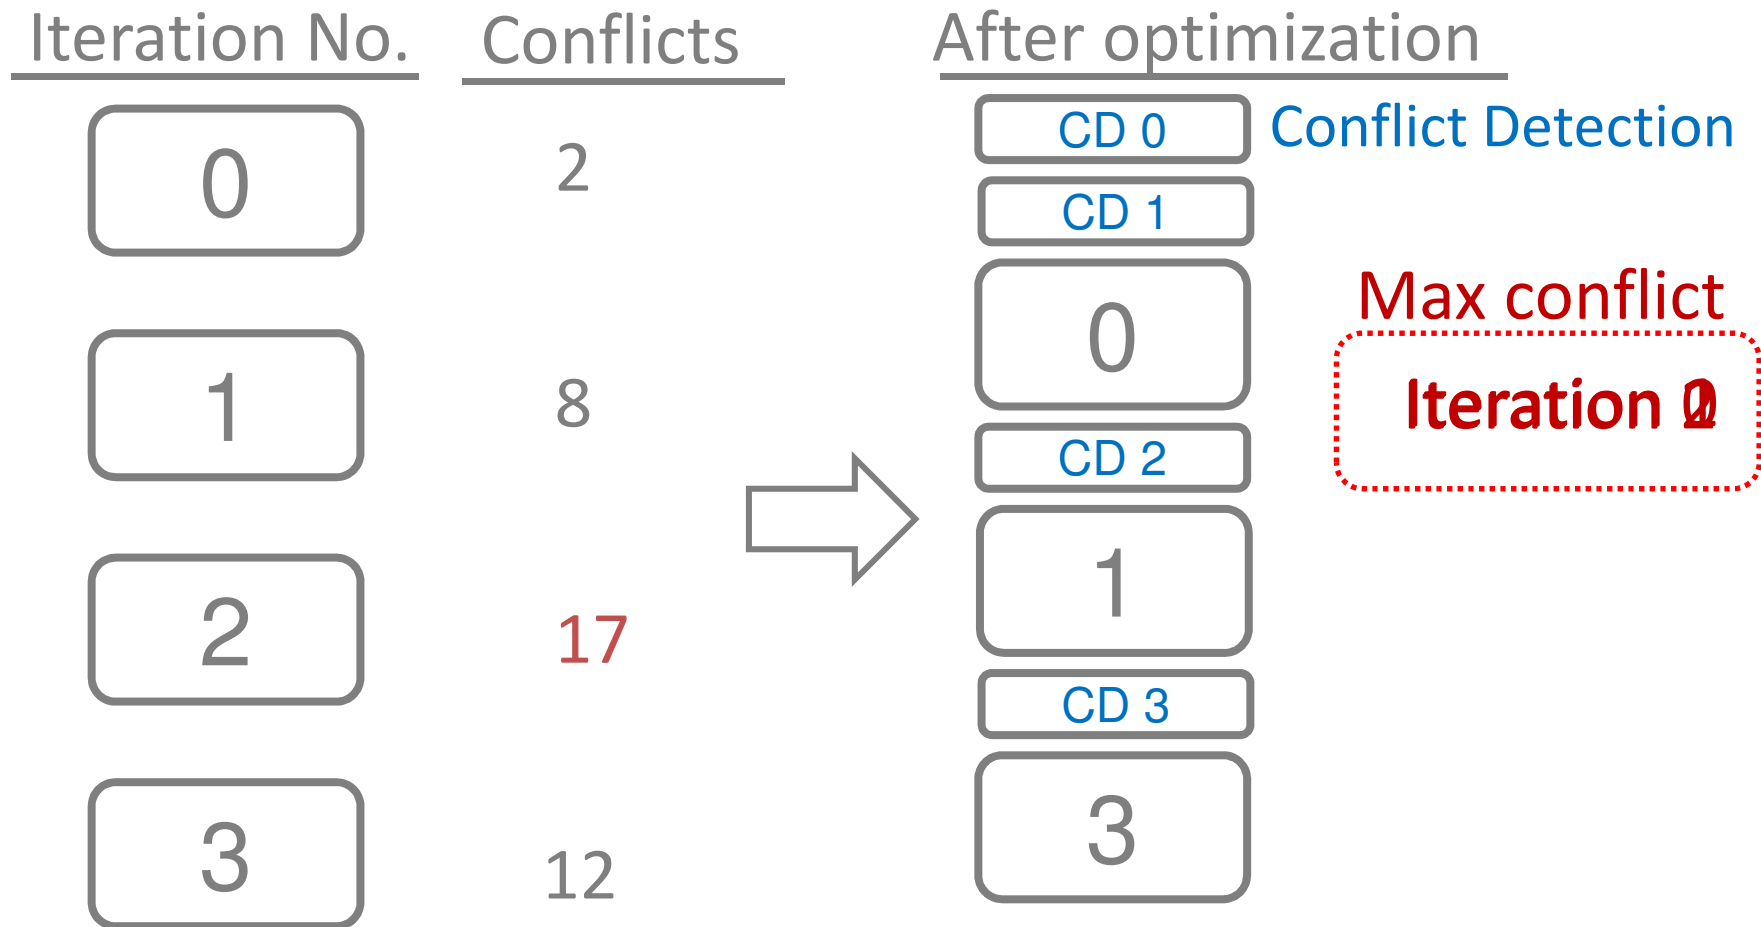 Iteration No.
Conflicts
After optimization
0
2
1
8
2
17
3
12
CD 0
Conflict Detection
CD 1
0
Max conflict
Iteration
CD 2
1
CD 3
3